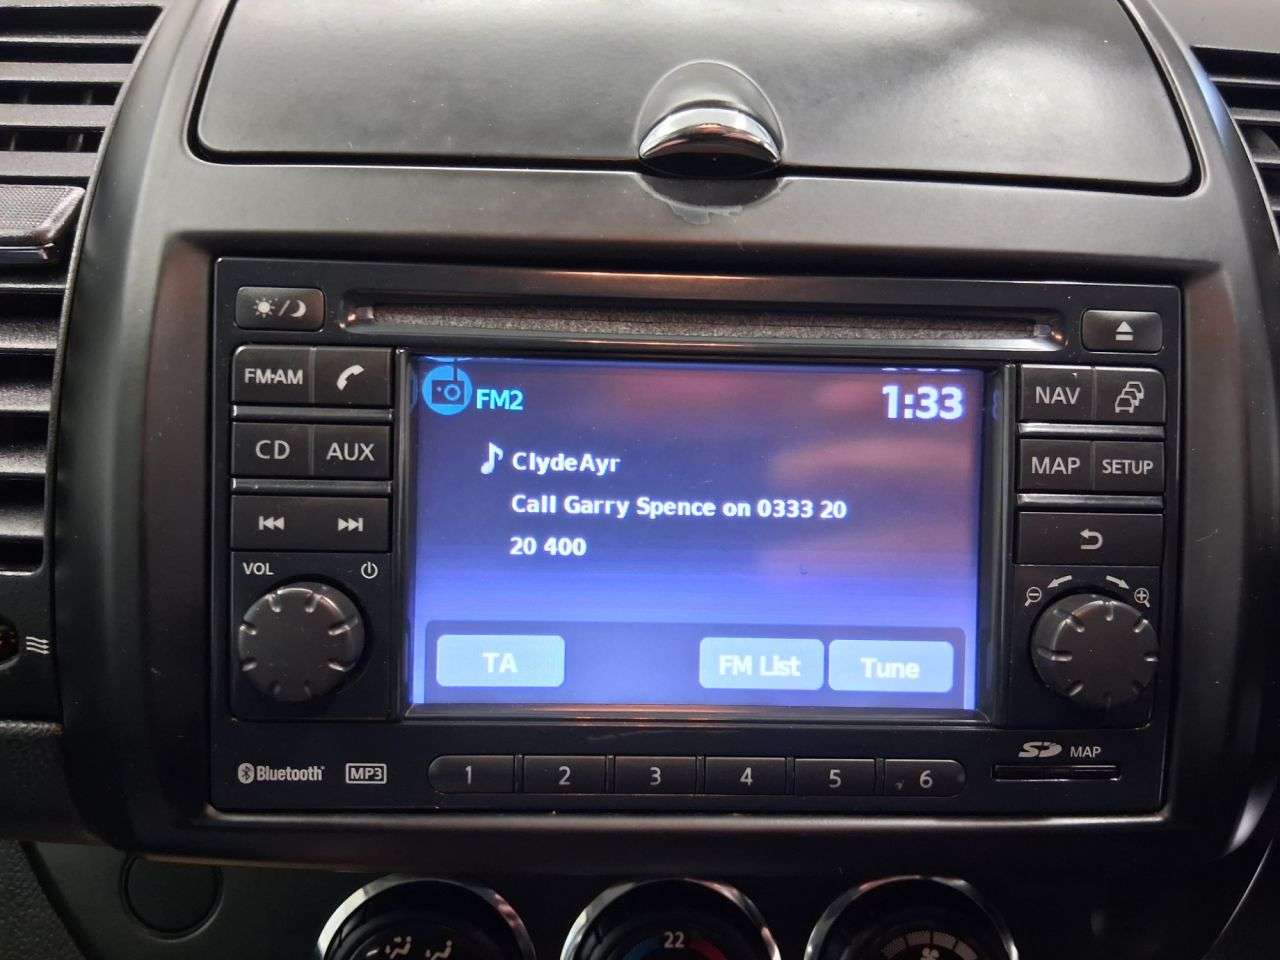 FM·AM
CD
AUX
VOL
FM2
1:33
ClydeAyr
Call Garry Spence on 0333 20
20 400
TA
FM List
Tune
NAV
MAP
SETUP
Bluetooth
MP3
1
2
3
4
5
6
SD
MAP
22